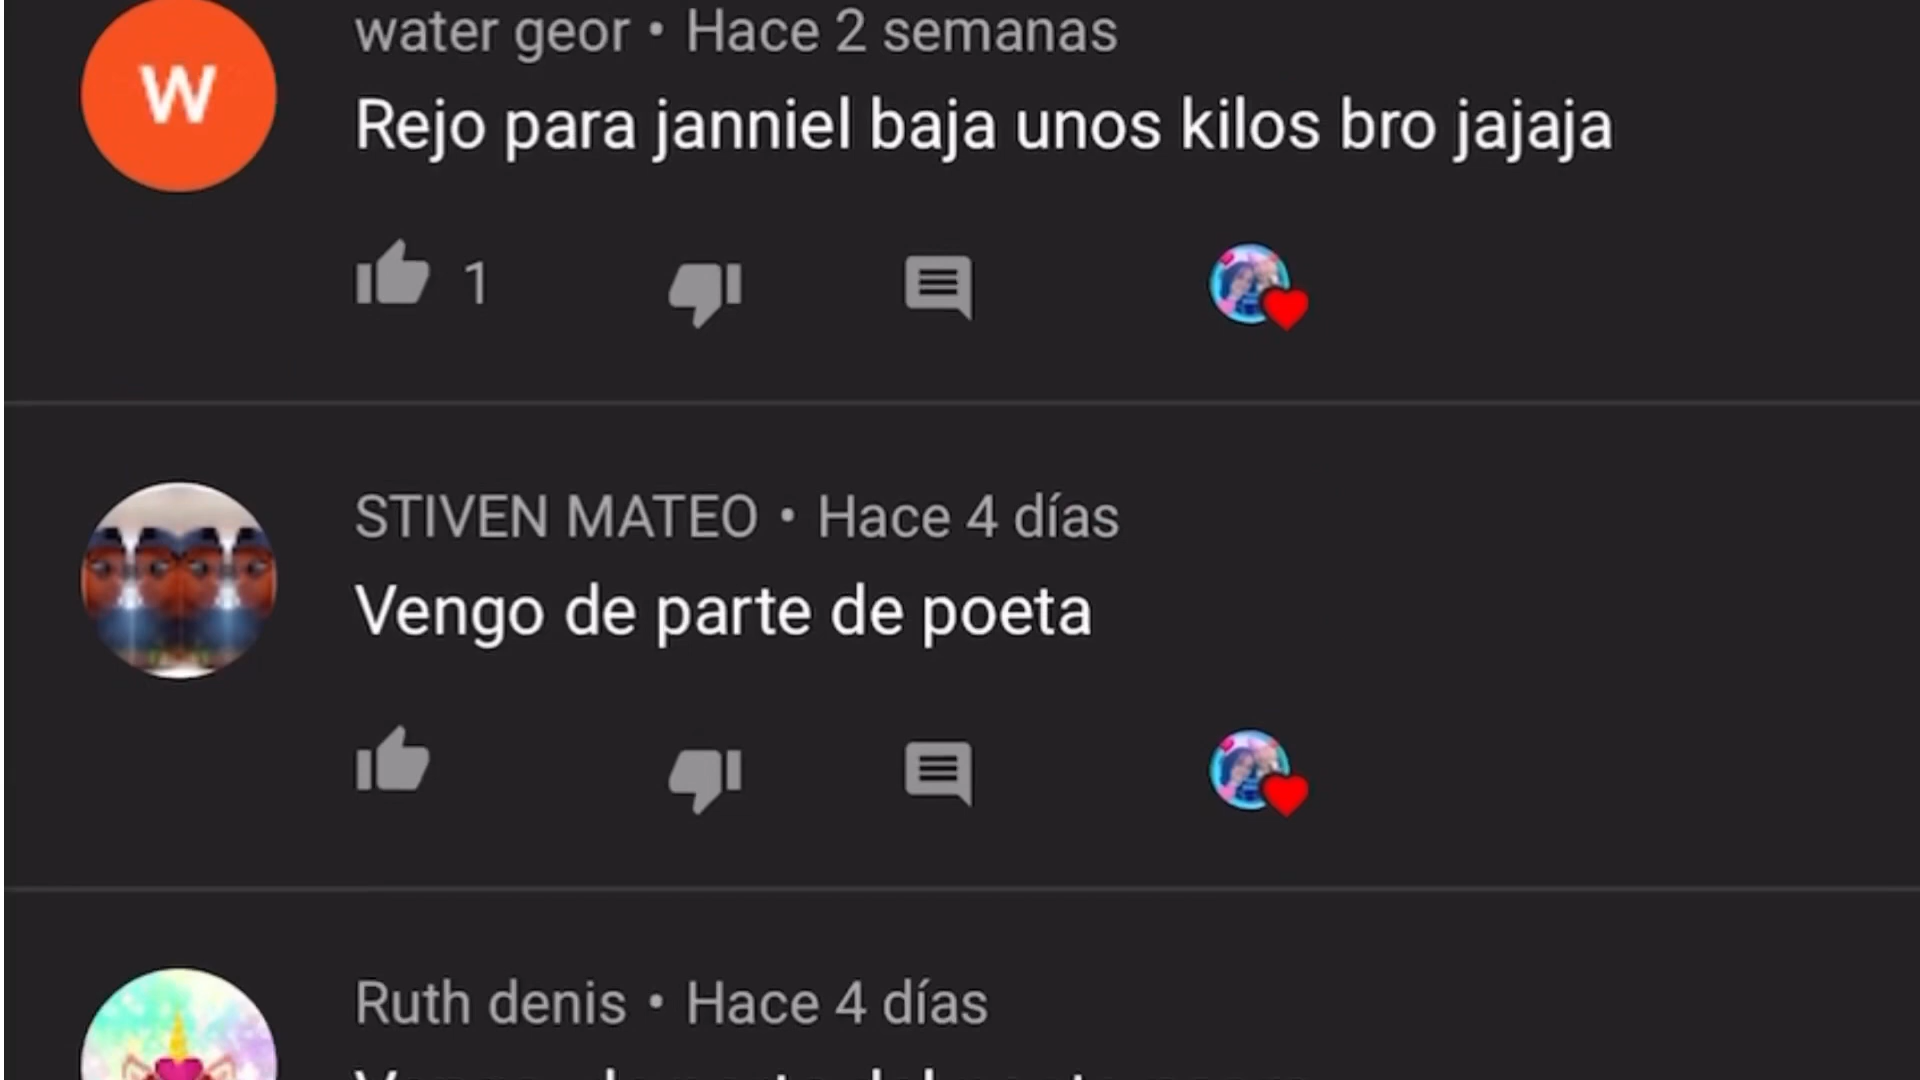 W
water geor • Hace 2 semanas
Rejo para janniel baja unos kilos bro jajaja
1
STIVEN MATEO • Hace 4 días
Vengo de parte de poeta
Ruth denis • Hace 4 días